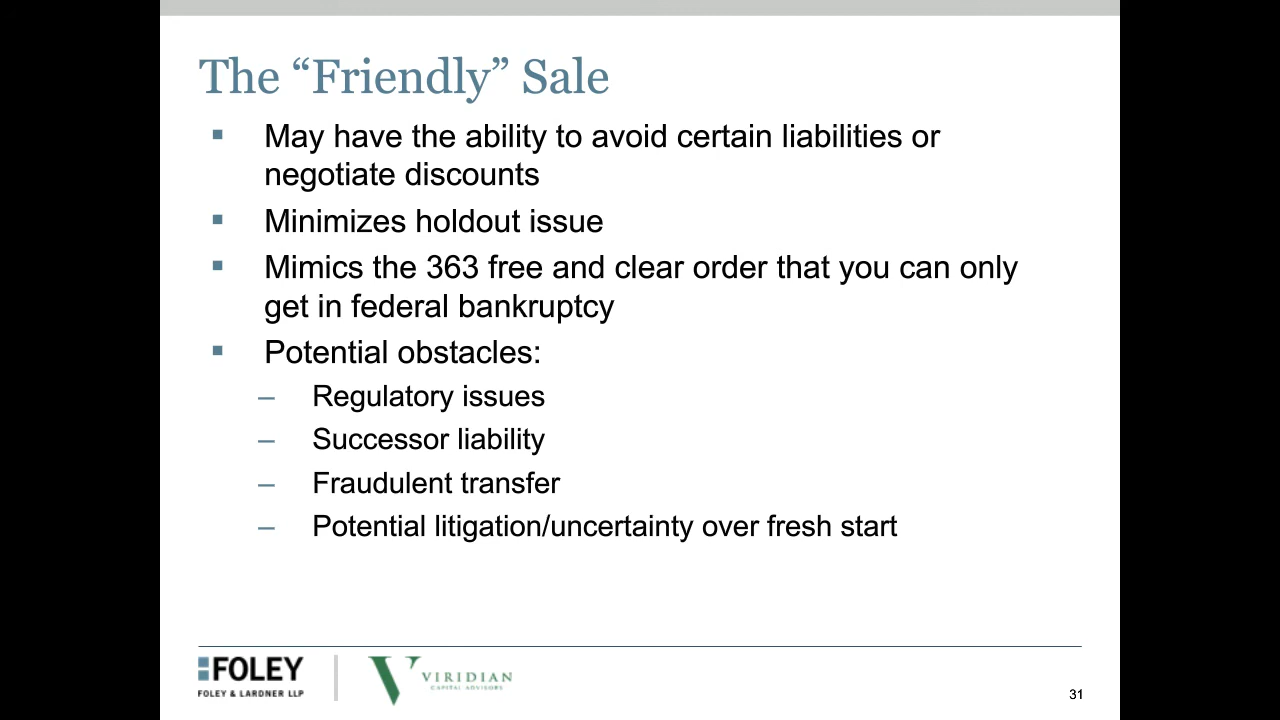 The “Friendly” Sale
▪ May have the ability to avoid certain liabilities or
negotiate discounts
▪ Minimizes holdout issue
▪ Mimics the 363 free and clear order that you can only
get in federal bankruptcy
▪ Potential obstacles:
– Regulatory issues
– Successor liability
– Fraudulent transfer
– Potential litigation/uncertainty over fresh start
FOLEY
FOLEY & LARDNER LLP
VIRIDIAN
CAPITAL ADVISORS
31